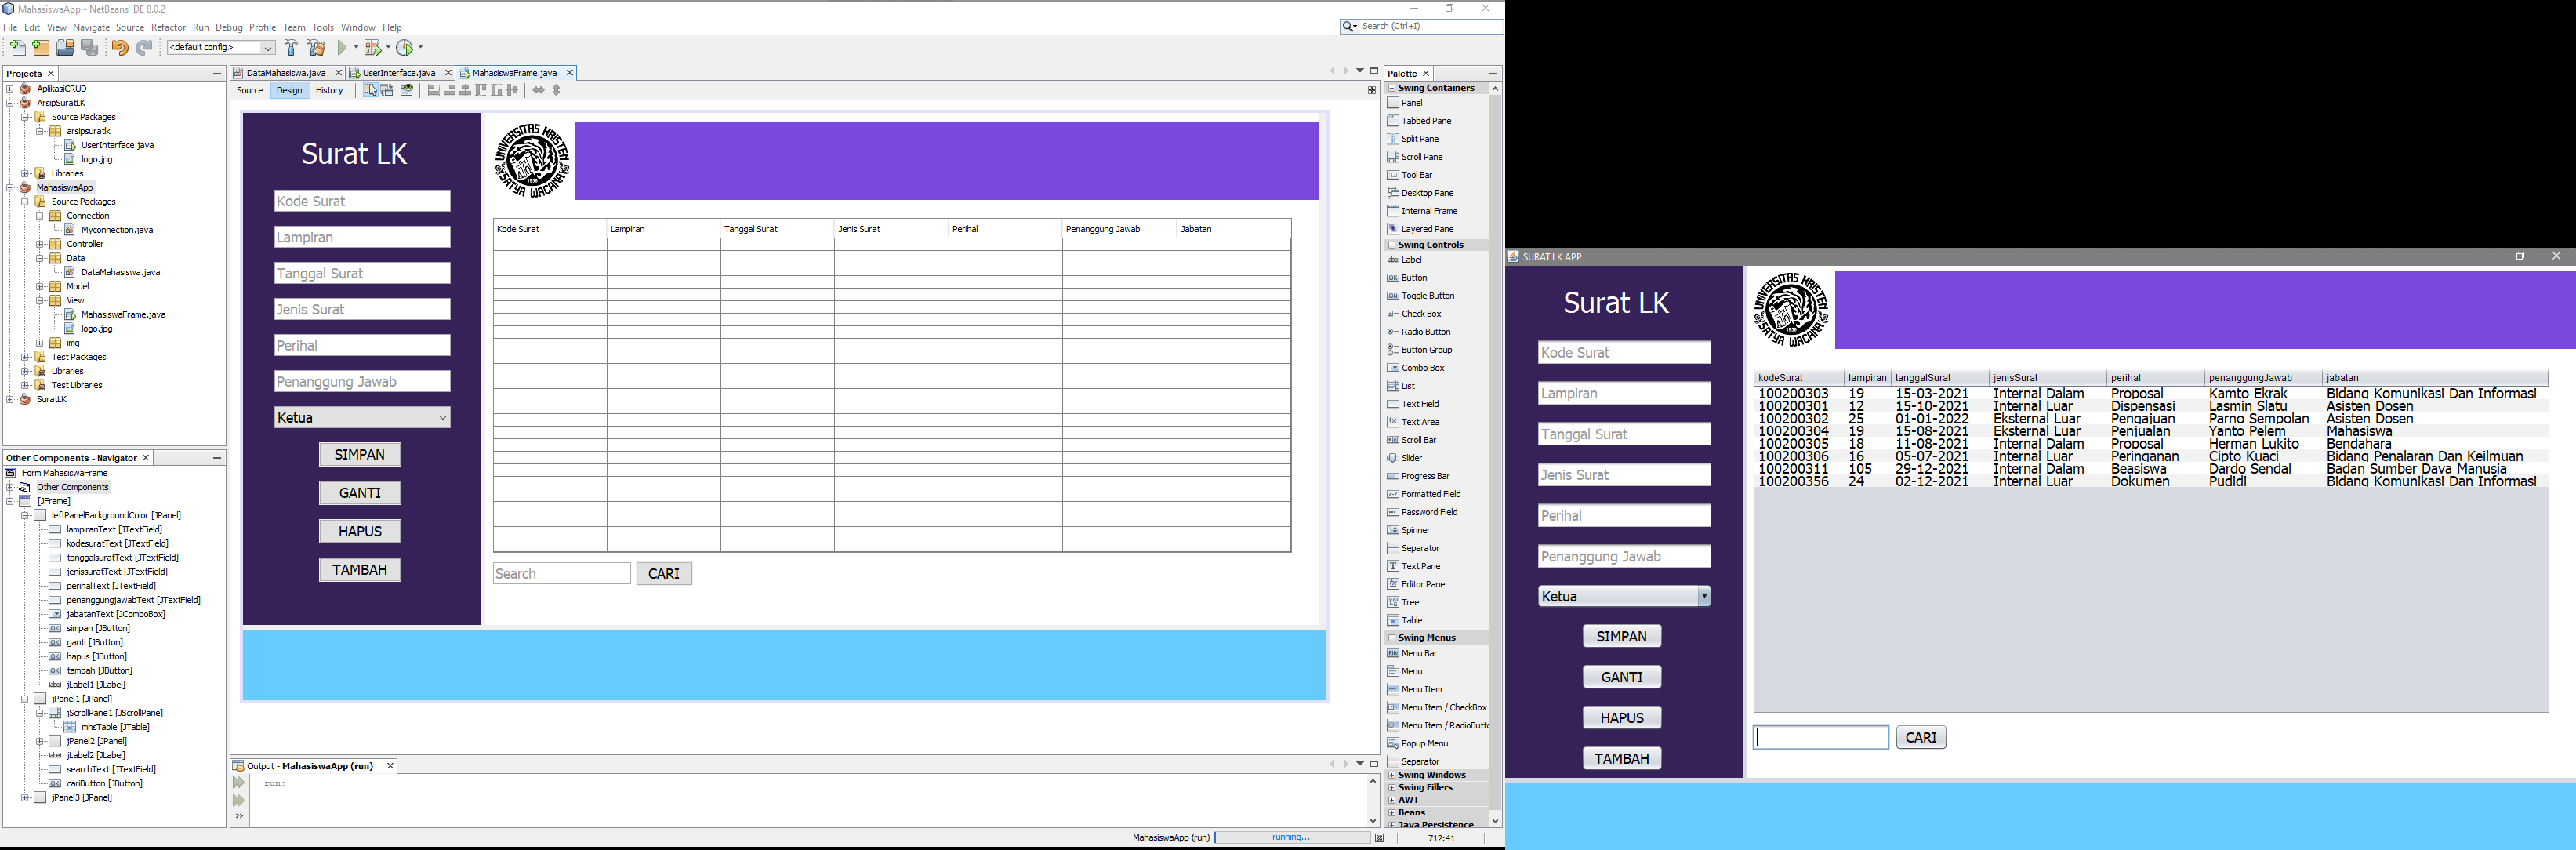 MahasiswaApp - NetBeans IDE 8.0.2
File Edit View Navigate Source Refactor Run Debug Profile Team Tools Window Help
Search (Ctrl+I)
<default config>
Projects
AplikasiCRUD
ArsipSuratLK
Source Packages
arsipsuratlk
UserInterface.java
logo.jpg
Libraries
MahasiswaApp
Source Packages
Connection
Myconnection.java
Controller
Data
DataMahasiswa.java
Model
View
MahasiswaFrame.java
logo.jpg
img
Test Packages
Libraries
Test Libraries
SuratLK
Other Components - Navigator
Form MahasiswaFrame
Other Components
[JFrame]
leftPanelBackgroundColor [JPanel]
lampiranText [JTextField]
kodesuratText [JTextField]
tanggalsuratText [JTextField]
jenissuratText [JTextField]
perihalText [JTextField]
penanggungjawabText [JTextField]
jabatanText [JComboBox]
simpan [JButton]
ganti [JButton]
hapus [JButton]
tambah [JButton]
jLabel1 [JLabel]
jPanel1 [JPanel]
jScrollPane1 [JScrollPane]
mhsTable [JTable]
jPanel2 [JPanel]
jLabel2 [JLabel]
searchText [JTextField]
cariButton [JButton]
jPanel3 [JPanel]
DataMahasiswa.java UserInterface.java MahasiswaFrame.java
Source Design History
Surat LK
Kode Surat
Lampiran
Tanggal Surat
Jenis Surat
Perihal
Penanggung Jawab
Ketua
SIMPAN
GANTI
HAPUS
TAMBAH
UNIVERSITAS KRISTEN
SATYA WACANA
1956
Kode Surat Lampiran Tanggal Surat Jenis Surat Perihal Penanggung Jawab Jabatan
Search CARI
Output - MahasiswaApp (run)
run:
MahasiswaApp (run) running... 712:41
Palette
Swing Containers
Panel
Tabbed Pane
Split Pane
Scroll Pane
Tool Bar
Desktop Pane
Internal Frame
Layered Pane
Swing Controls
Label
Button
Toggle Button
Check Box
Radio Button
Button Group
Combo Box
List
Text Field
Text Area
Scroll Bar
Slider
Progress Bar
Formatted Field
Password Field
Spinner
Separator
Text Pane
Editor Pane
Tree
Table
Swing Menus
Menu Bar
Menu
Menu Item
Menu Item / CheckBox
Menu Item / RadioButt
Popup Menu
Separator
Swing Windows
Swing Fillers
AWT
Beans
Java Persistence
SURAT LK APP
Surat LK
Kode Surat
Lampiran
Tanggal Surat
Jenis Surat
Perihal
Penanggung Jawab
Ketua
SIMPAN
GANTI
HAPUS
TAMBAH
UNIVERSITAS KRISTEN
SATYA WACANA
1956
kodeSurat lampiran tanggalSurat jenisSurat perihal penanggungJawab jabatan
100200303 19 15-03-2021 Internal Dalam Proposal Kamto Ekrak Bidang Komunikasi Dan Informasi
100200301 12 15-10-2021 Internal Luar Dispensasi Lasmin Slatu Asisten Dosen
100200302 25 01-01-2022 Eksternal Luar Pengajuan Parno Sempolan Asisten Dosen
100200304 19 15-08-2021 Eksternal Luar Penjualan Yanto Pelem Mahasiswa
100200305 18 11-08-2021 Internal Dalam Proposal Herman Lukito Bendahara
100200306 16 05-07-2021 Internal Luar Peringanan Cipto Kuaci Bidang Penalaran Dan Keilmuan
100200311 105 29-12-2021 Internal Dalam Beasiswa Dardo Sendal Badan Sumber Daya Manusia
100200356 24 02-12-2021 Internal Luar Dokumen Pudidi Bidang Komunikasi Dan Informasi
CARI